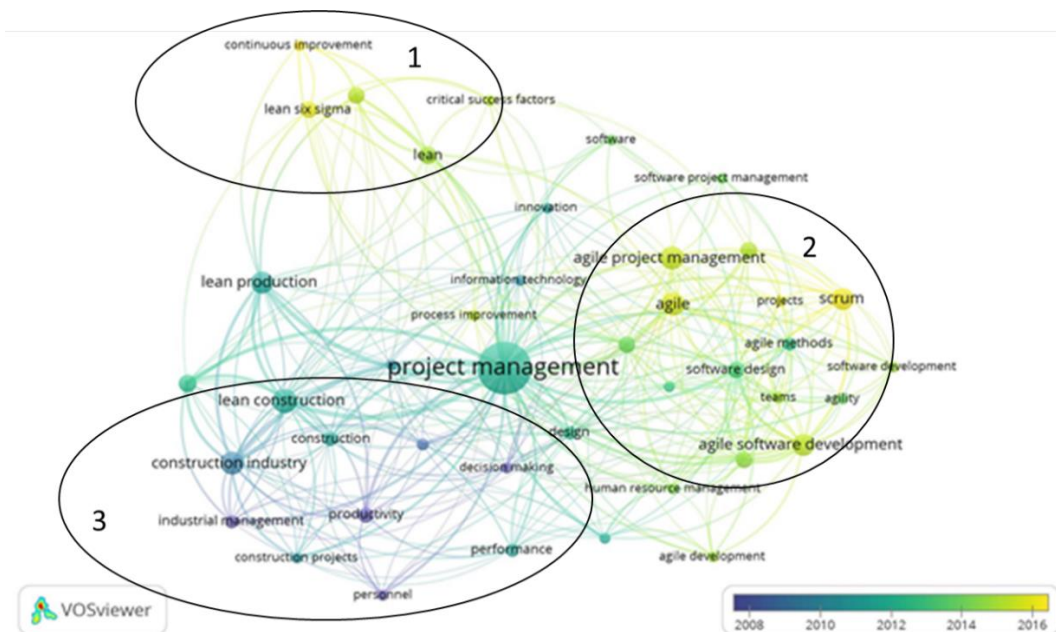 continuous improvement
1
lean six sigma
critical success factors
lean
software
software project management
innovation
2
agile project management
lean production
information technology
agile
projects
scrum
process improvement
agile methods
project management
software design
software development
lean construction
teams
agility
construction
design
agile software development
construction industry
decision making
human resource management
3
industrial management
productivity
construction projects
performance
agile development
personnel
VOSviewer
2008 2010 2012 2014 2016